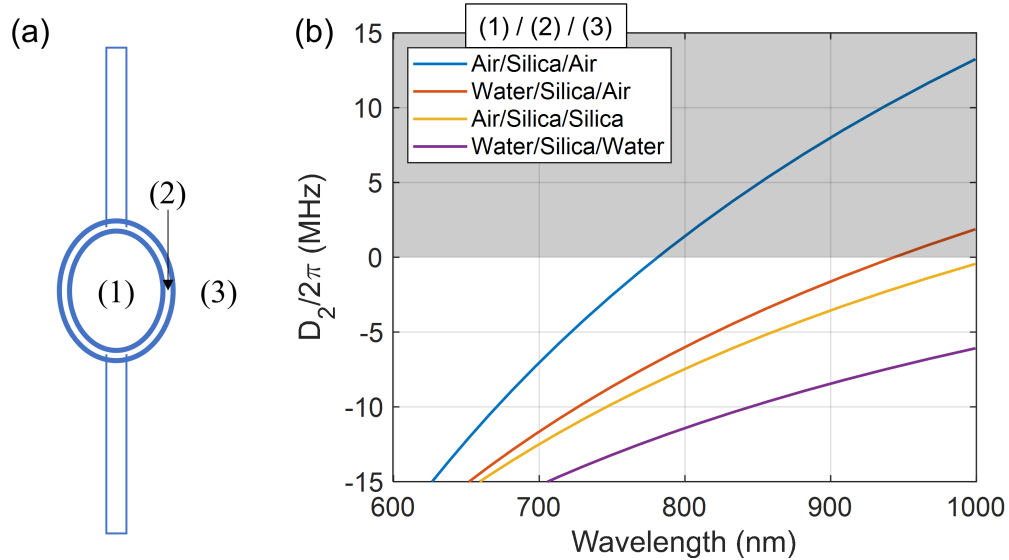 (a)
(2)
(1)
(3)
(b)
(1) / (2) / (3)
Air/Silica/Air
Water/Silica/Air
Air/Silica/Silica
Water/Silica/Water
D₂/2π (MHz)
15
10
5
0
-5
-10
-15
600
700
800
900
1000
Wavelength (nm)